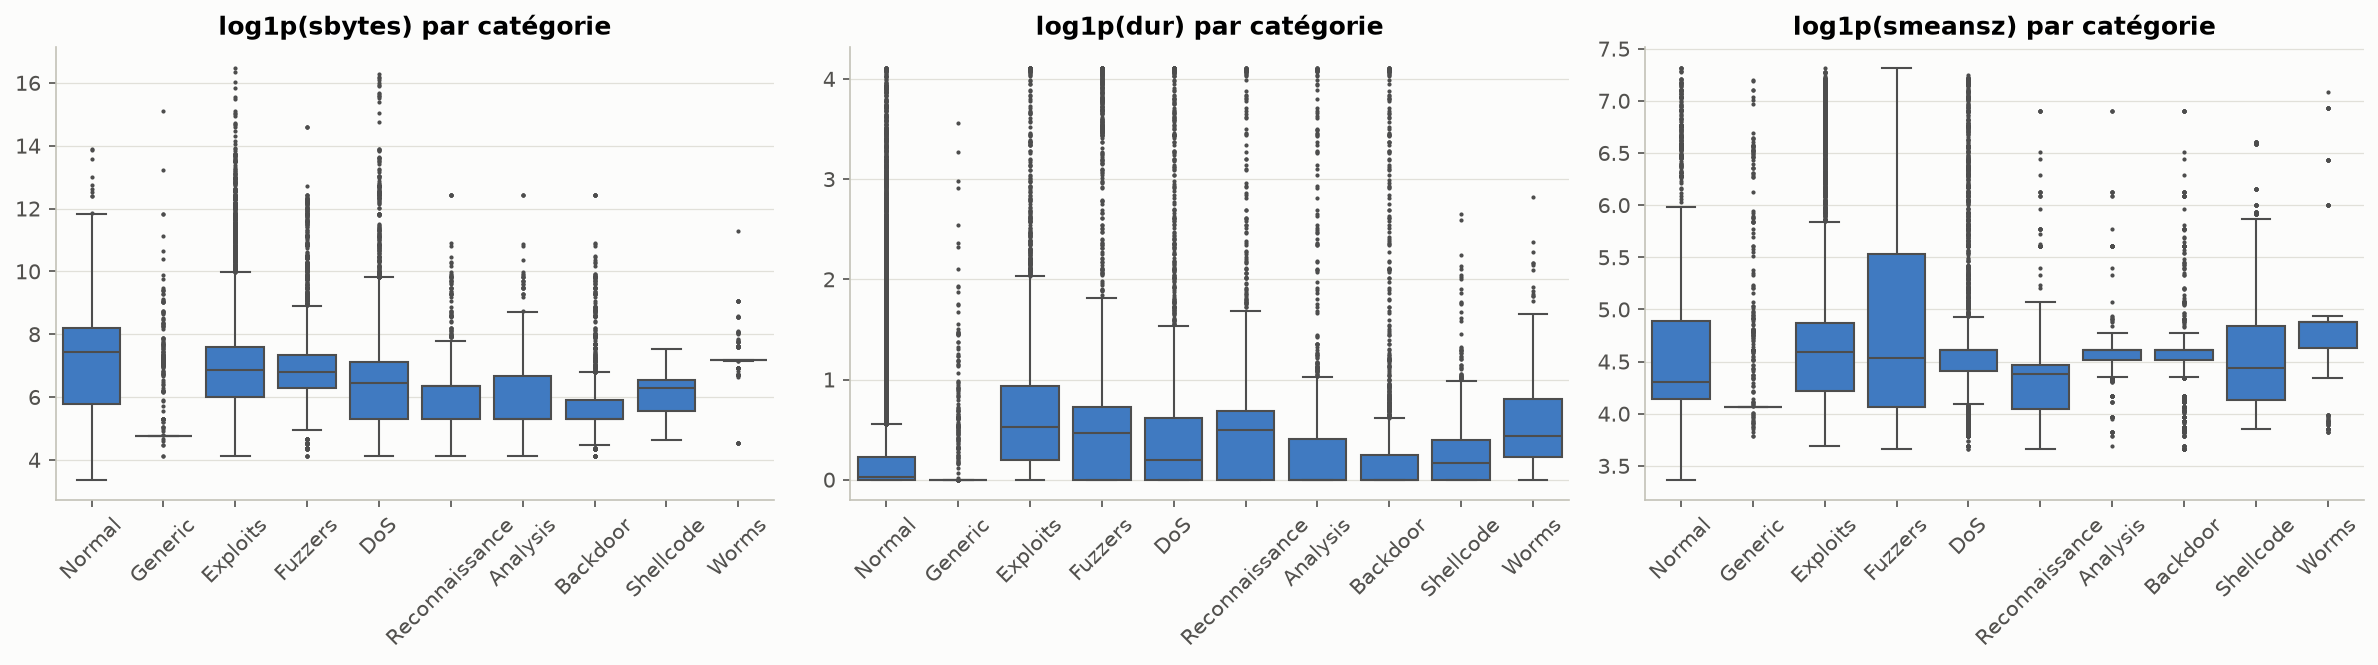 log1p(sbytes) par catégorie
16
14
12
10
8
6
4
Normal
Generic
Exploits
Fuzzers
DoS
Reconnaissance
Analysis
Backdoor
Shellcode
Worms
log1p(dur) par catégorie
4
3
2
1
0
Normal
Generic
Exploits
Fuzzers
DoS
Reconnaissance
Analysis
Backdoor
Shellcode
Worms
log1p(smeansz) par catégorie
7.5
7.0
6.5
6.0
5.5
5.0
4.5
4.0
3.5
Normal
Generic
Exploits
Fuzzers
DoS
Reconnaissance
Analysis
Backdoor
Shellcode
Worms